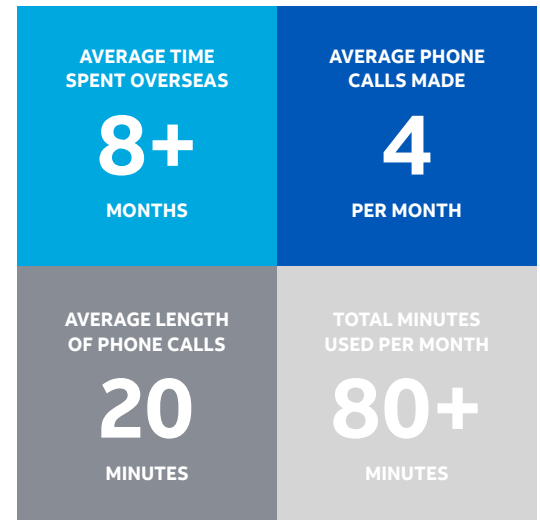 AVERAGE TIME
SPENT OVERSEAS
8+
MONTHS
AVERAGE PHONE
CALLS MADE
4
PER MONTH
AVERAGE LENGTH
OF PHONE CALLS
20
MINUTES
TOTAL MINUTES
USED PER MONTH
80+
MINUTES